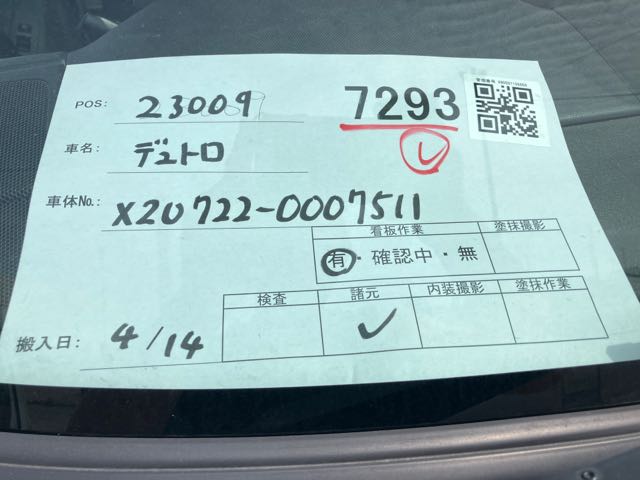 POS: 23009 7293
車名: デュトロ
車体No.: XZU722-0007511
看板作業 塗抹撮影
有・確認中・無
検査 諸元 内装撮影 塗抹作業
搬入日: 4/14 ✓